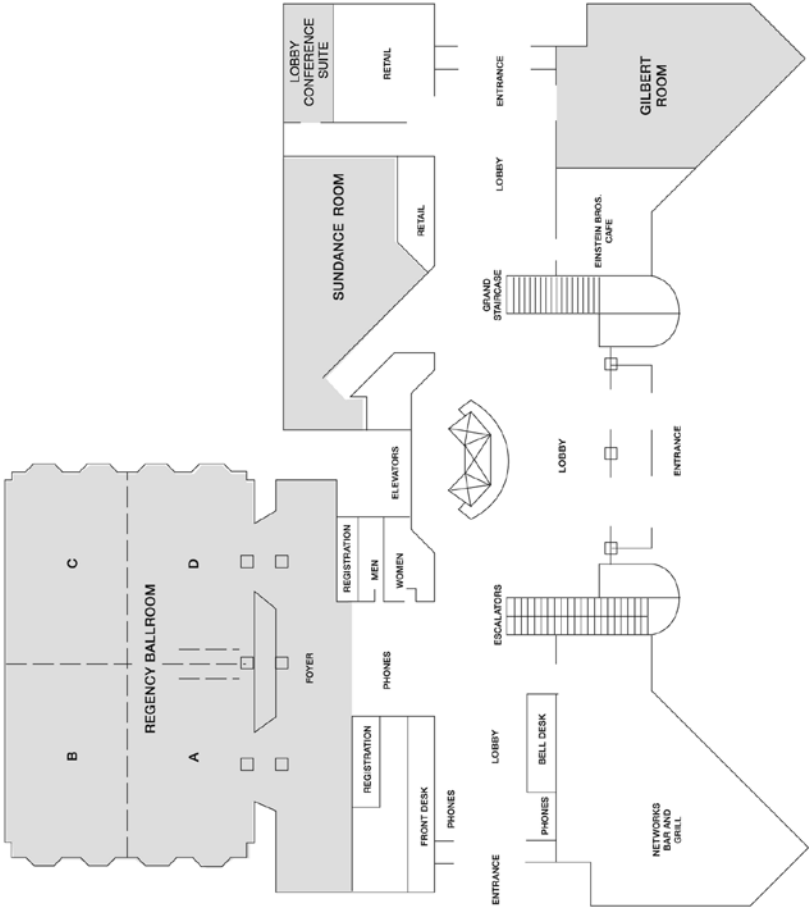 B
C
REGENCY BALLROOM
A
D
FOYER
LOBBY
CONFERENCE
SUITE
SUNDANCE ROOM
REGISTRATION
REGISTRATION
MEN
PHONES
RETAIL
ELEVATORS
WOMEN
RETAIL
FRONT DESK
PHONES
ENTRANCE
LOBBY
ESCALATORS
GRAND
STAIRCASE
LOBBY
ENTRANCE
PHONES
BELL DESK
LOBBY
EINSTEIN BROS.
CAFE
GILBERT
ROOM
NETWORKS
BAR AND
GRILL
ENTRANCE